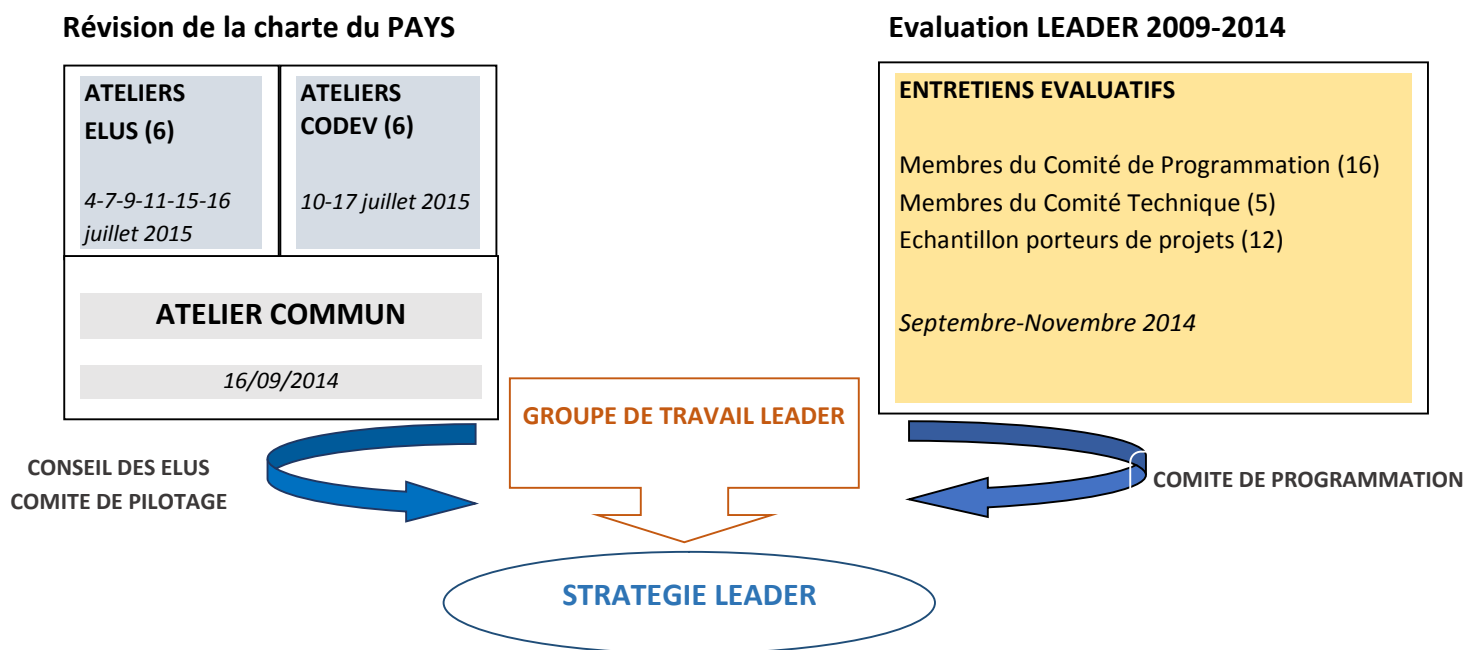 Révision de la charte du PAYS
Evaluation LEADER 2009-2014
ATELIERS
ELUS (6)
4-7-9-11-15-16
juillet 2015
ATELIERS
CODEV (6)
10-17 juillet 2015
ATELIER COMMUN
16/09/2014
ENTRETIENS EVALUATIFS
Membres du Comité de Programmation (16)
Membres du Comité Technique (5)
Echantillon porteurs de projets (12)
Septembre-Novembre 2014
GROUPE DE TRAVAIL LEADER
CONSEIL DES ELUS
COMITE DE PILOTAGE
COMITE DE PROGRAMMATION
STRATEGIE LEADER